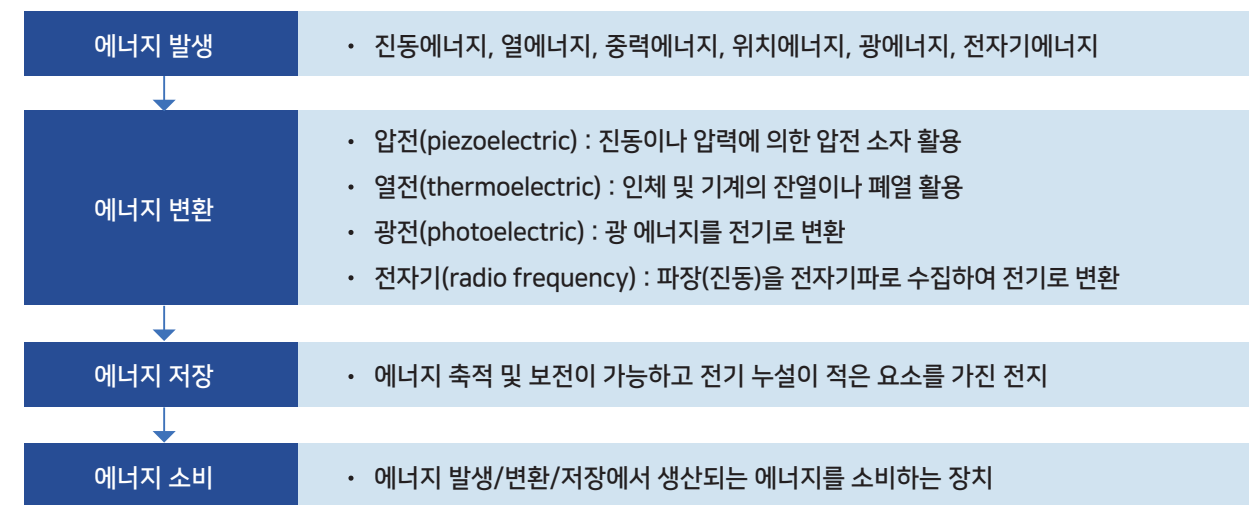 에너지 발생
• 진동에너지, 열에너지, 중력에너지, 위치에너지, 광에너지, 전자기에너지
에너지 변환
• 압전(piezoelectric) : 진동이나 압력에 의한 압전 소자 활용
• 열전(thermoelectric) : 인체 및 기계의 잔열이나 폐열 활용
• 광전(photoelectric) : 광 에너지를 전기로 변환
• 전자기(radio frequency) : 파장(진동)을 전자기파로 수집하여 전기로 변환
에너지 저장
• 에너지 축적 및 보전이 가능하고 전기 누설이 적은 요소를 가진 전지
에너지 소비
• 에너지 발생/변환/저장에서 생산되는 에너지를 소비하는 장치